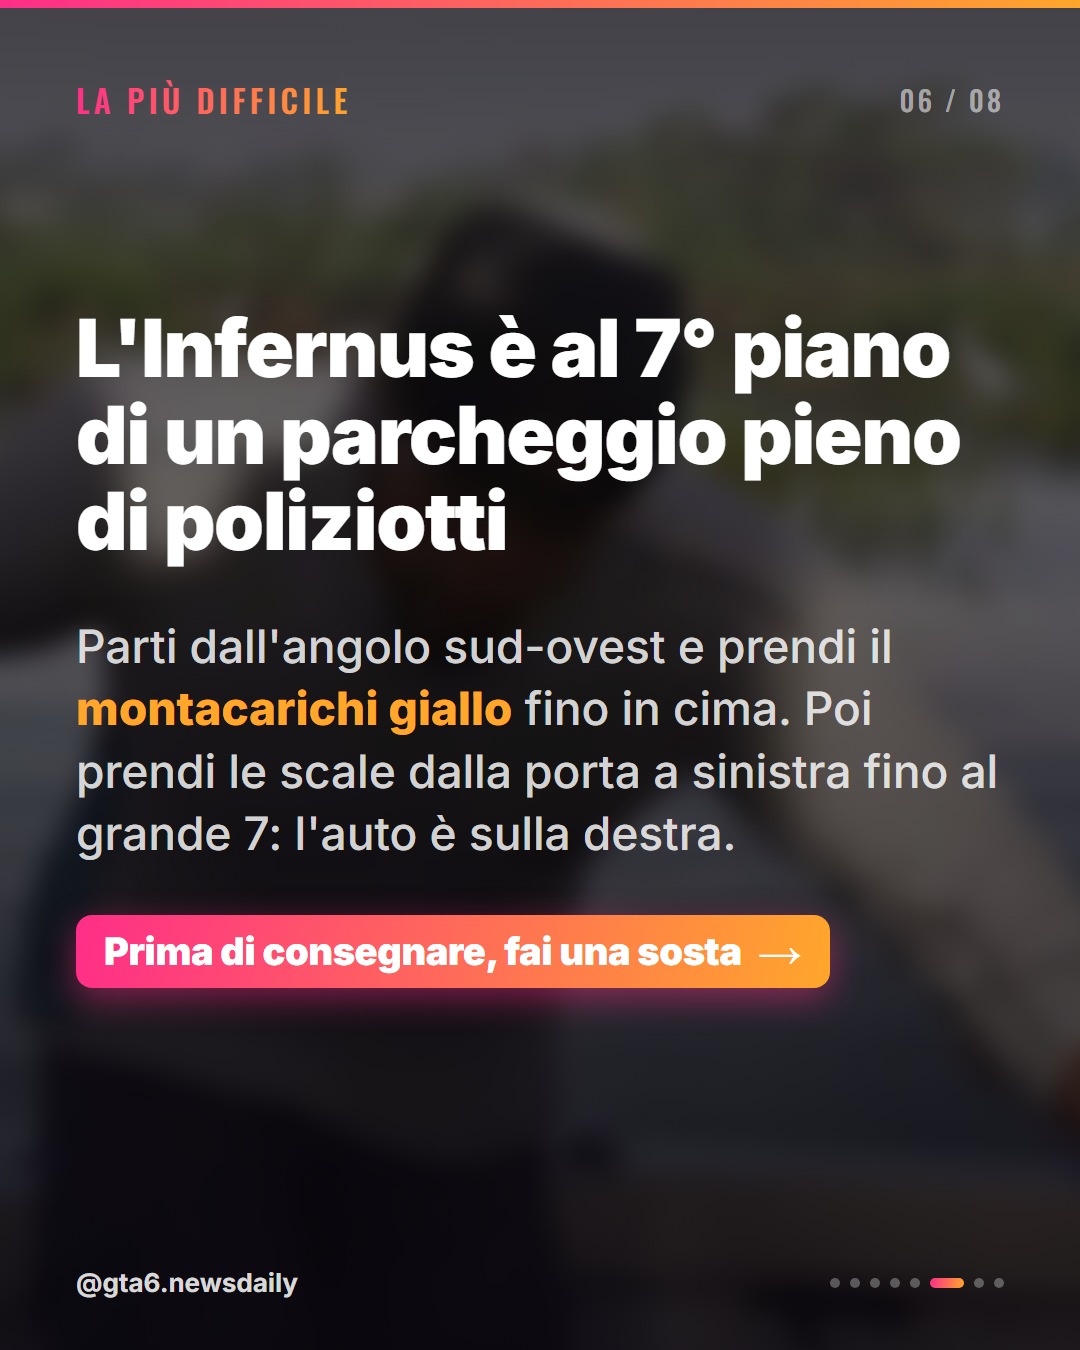 LA PIÙ DIFFICILE
06 / 08
L'Infernus è al 7° piano
di un parcheggio pieno
di poliziotti
Parti dall'angolo sud-ovest e prendi il
montacarichi giallo fino in cima. Poi
prendi le scale dalla porta a sinistra fino al
grande 7: l'auto è sulla destra.
Prima di consegnare, fai una sosta →
@gta6.newsdaily